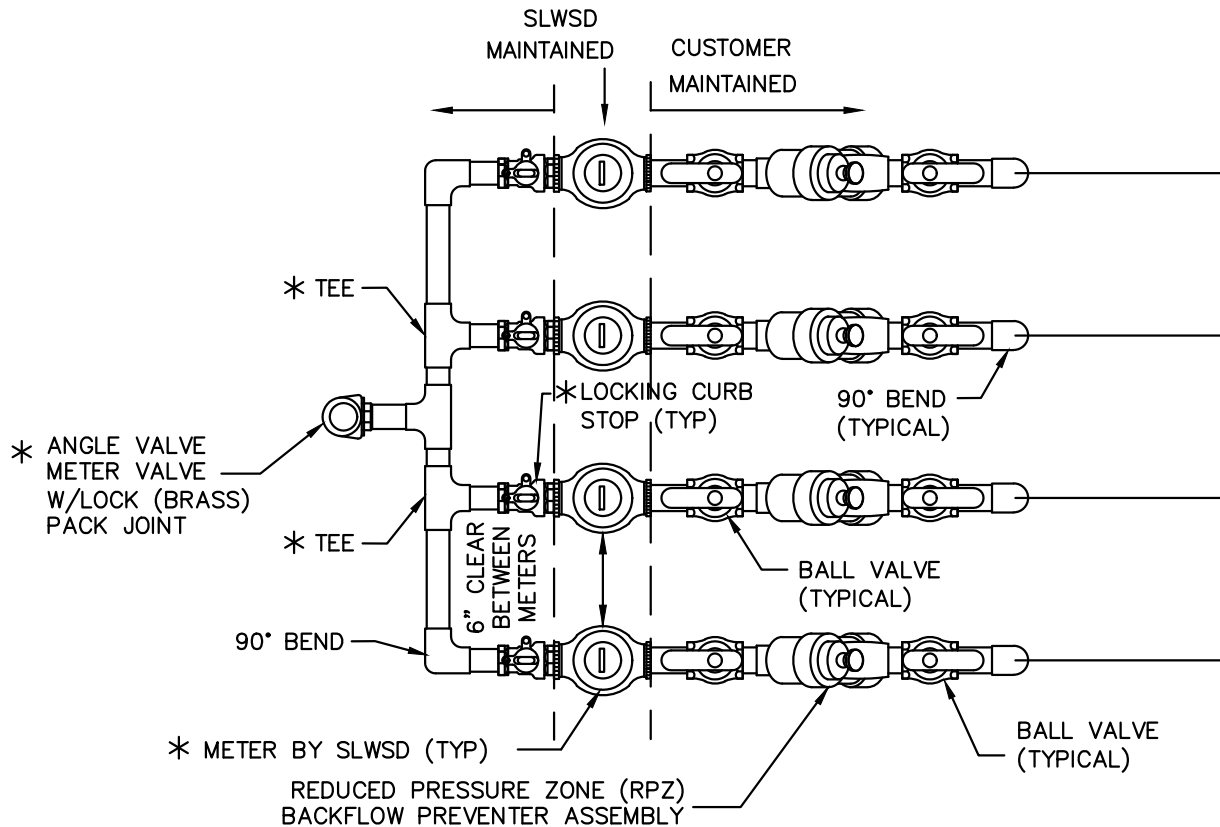 SLWSD
MAINTAINED
CUSTOMER
MAINTAINED
* TEE
* LOCKING CURB
STOP (TYP)
90° BEND
(TYPICAL)
* ANGLE VALVE
METER VALVE
W/LOCK (BRASS)
PACK JOINT
* TEE
6" CLEAR
BETWEEN
METERS
BALL VALVE
(TYPICAL)
90° BEND
* METER BY SLWSD (TYP)
BALL VALVE
(TYPICAL)
REDUCED PRESSURE ZONE (RPZ)
BACKFLOW PREVENTER ASSEMBLY